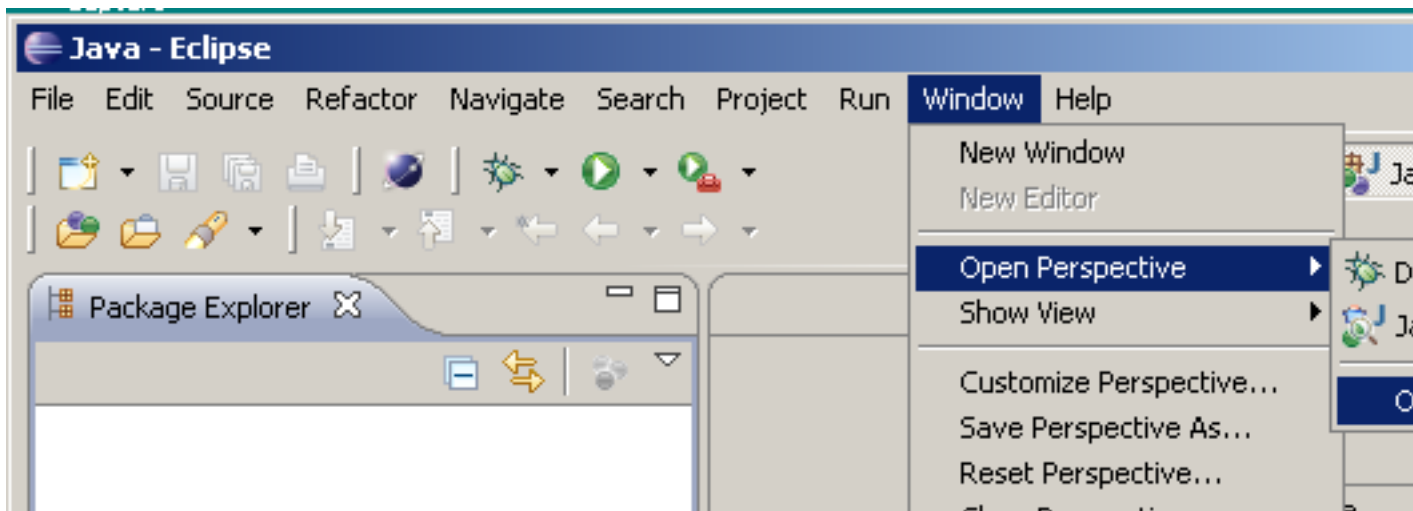 Java - Eclipse
File Edit Source Refactor Navigate Search Project Run Window Help
New Window
New Editor
Open Perspective
Show View
Customize Perspective...
Save Perspective As...
Reset Perspective...
Package Explorer